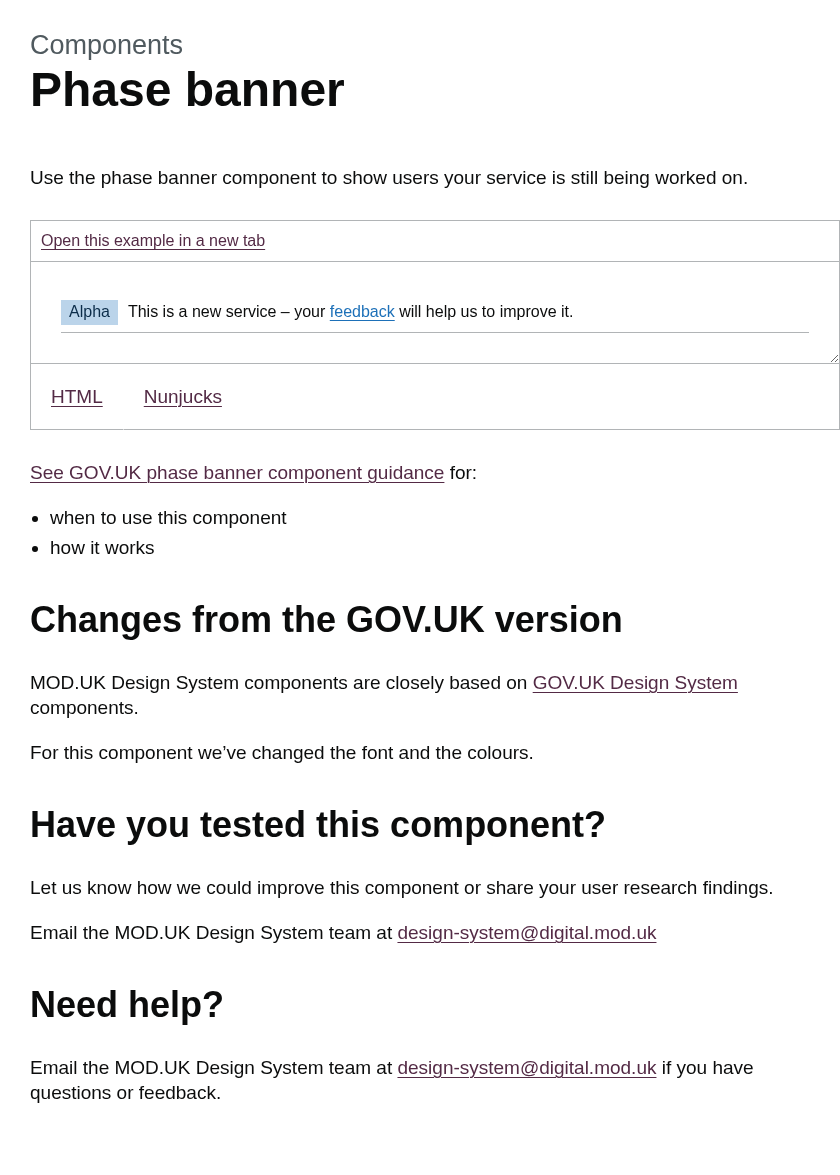 Components
Phase banner
Use the phase banner component to show users your service is still being worked on.
Open this example in a new tab
Alpha This is a new service – your feedback will help us to improve it.
HTML Nunjucks
See GOV.UK phase banner component guidance for:
• when to use this component
• how it works
Changes from the GOV.UK version
MOD.UK Design System components are closely based on GOV.UK Design System
components.
For this component we’ve changed the font and the colours.
Have you tested this component?
Let us know how we could improve this component or share your user research findings.
Email the MOD.UK Design System team at design-system@digital.mod.uk
Need help?
Email the MOD.UK Design System team at design-system@digital.mod.uk if you have
questions or feedback.